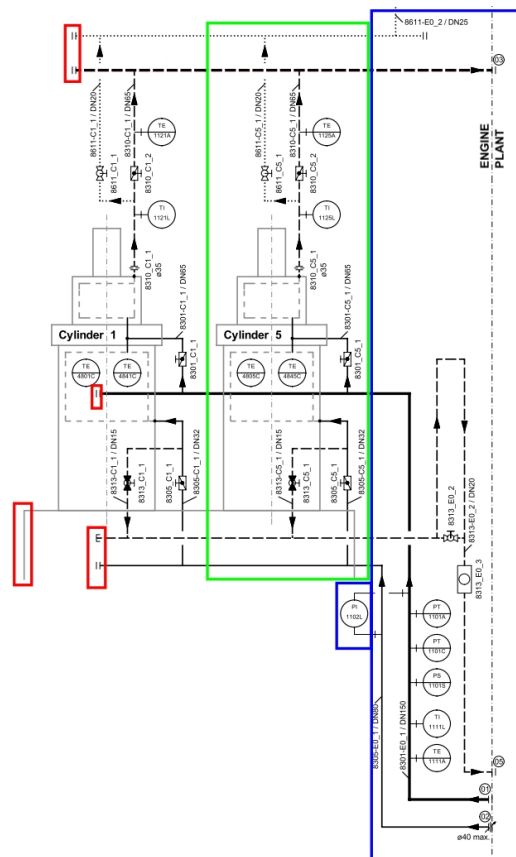 8611-E0_2 / DN25
03
ENGINE
PLANT
8611-C1_1 / DN20
8310-C1_1 / DN65
TE
1121A
8611_C1_1
8310_C1_2
TI
1121L
8310_C1_1
ø35
8611-C5_1 / DN20
8310-C5_1 / DN65
TE
1125A
8611_C5_1
8310_C5_2
TI
1125L
8310_C5_1
ø35
8301-C1_1 / DN65
Cylinder 1
8301_C1_1
TE
4801C
TE
4841C
8301-C5_1 / DN65
Cylinder 5
8301_C5_1
TE
4805C
TE
4845C
8313-C1_1 / DN15
8313_C1_1
8305_C1_1
8305-C1_1 / DN32
8313-C5_1 / DN15
8313_C5_1
8305_C5_1
8305-C5_1 / DN32
8313_E0_2
8313-E0_2 / DN20
8313_E0_3
PI
1102L
PT
1101A
PT
1101C
PS
1101S
TI
1111L
TE
1111A
8305-E0_1 / DN80
8301-E0_1 / DN150
05
01
02
ø40 max.